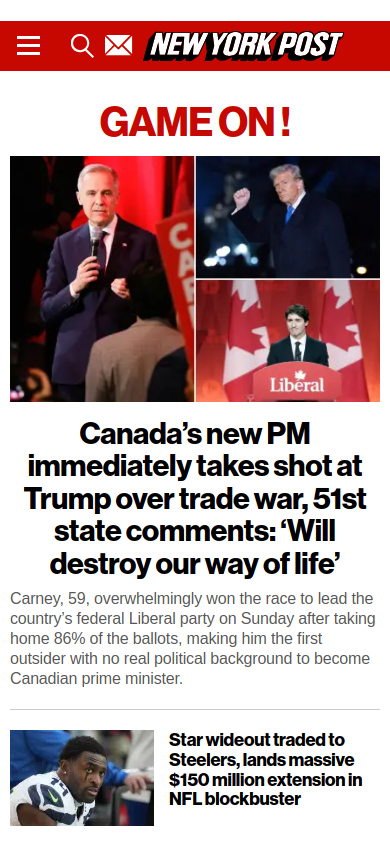 NEW YORK POST
GAME ON !
Liberal
Canada’s new PM
immediately takes shot at
Trump over trade war, 51st
state comments: ‘Will
destroy our way of life’
Carney, 59, overwhelmingly won the race to lead the
country’s federal Liberal party on Sunday after taking
home 86% of the ballots, making him the first
outsider with no real political background to become
Canadian prime minister.
Star wideout traded to
Steelers, lands massive
$150 million extension in
NFL blockbuster